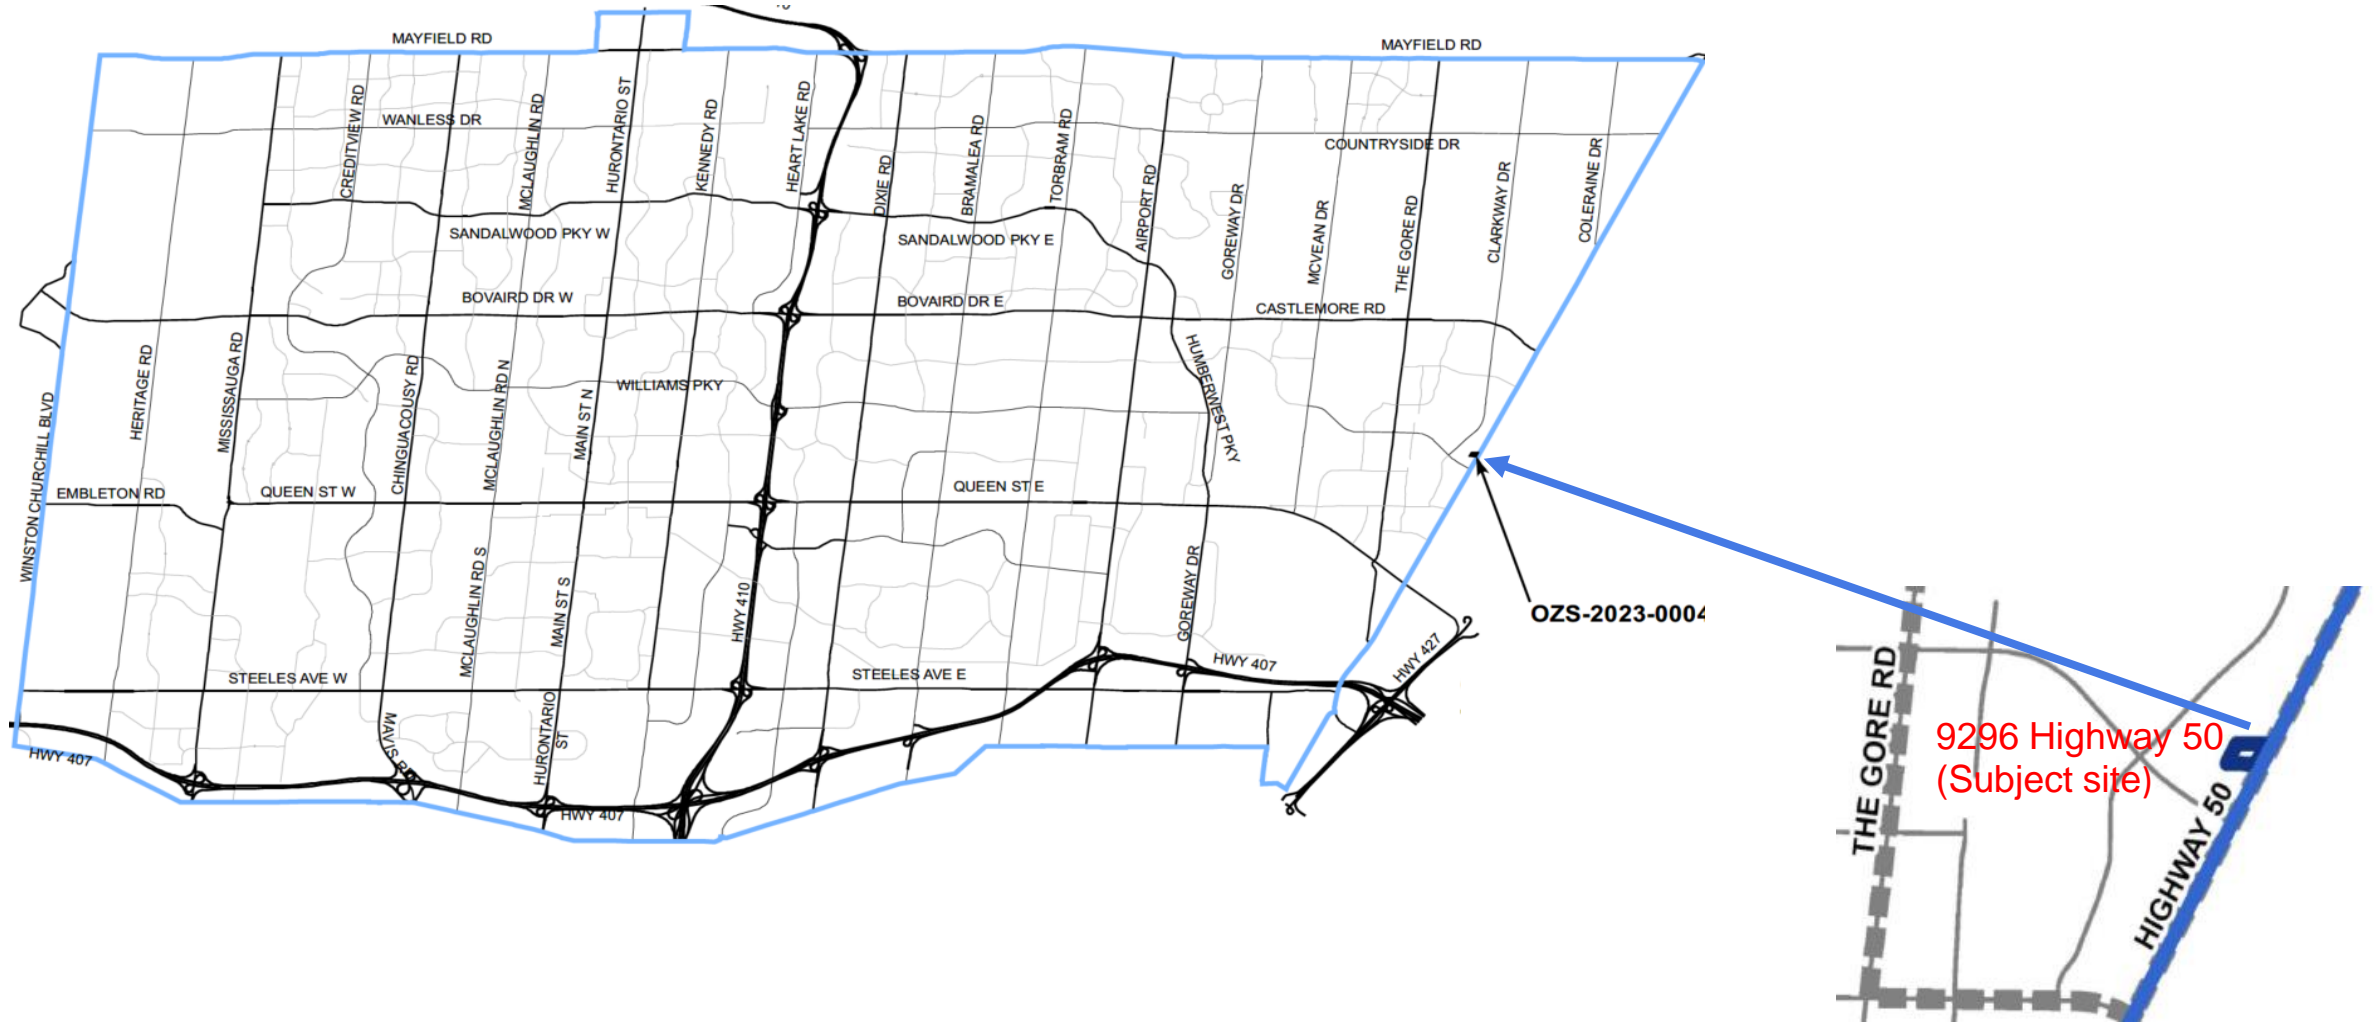 MAYFIELD RD
MAYFIELD RD
WANLESS DR
COUNTRYSIDE DR
CREDITVIEW RD
MCLAUGHLIN RD
HURONTARIO ST
KENNEDY RD
HEART LAKE RD
DIXIE RD
BRAMALEA RD
TORBRAM RD
AIRPORT RD
GOREWAY DR
MCVEAN DR
THE GORE RD
CLARKWAY DR
COLERAINE DR
SANDALWOOD PKY W
SANDALWOOD PKY E
BOVAIRD DR W
BOVAIRD DR E
CASTLEMORE RD
WINSTON CHURCHILL BLVD
HERITAGE RD
MISSISSAUGA RD
CHINGUACOUSY RD
MCLAUGHLIN RD N
MAIN ST N
WILLIAMS PKY
HUMBERWEST PKY
EMBLETON RD
QUEEN ST W
QUEEN ST E
MCLAUGHLIN RD S
MAIN ST S
HWY 410
GOREWAY DR
OZS-2023-0004
HWY 427
HWY 407
STEELES AVE W
STEELES AVE E
MAVIS RD
HURONTARIO
ST
HWY 407
HWY 407
THE GORE RD
9296 Highway 50
(Subject site)
HIGHWAY 50